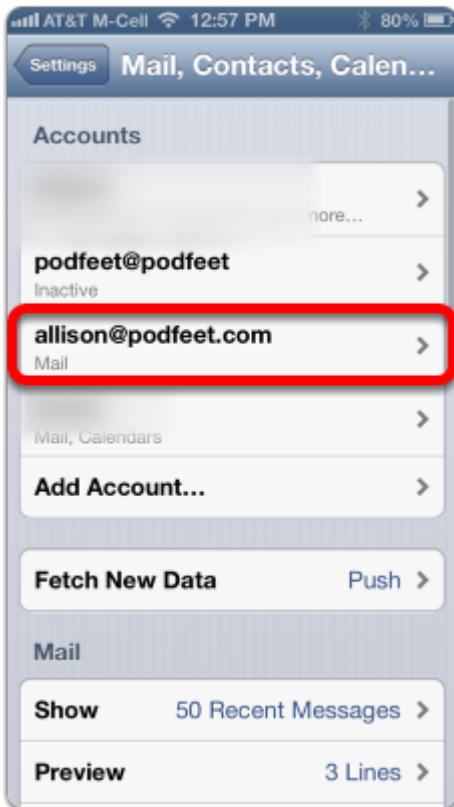 AT&T M-Cell 12:57 PM 80%
Settings Mail, Contacts, Calen...
Accounts
more...
podfeet@podfeet
Inactive
allison@podfeet.com
Mail
Mail, Calendars
Add Account...
Fetch New Data Push
Mail
Show 50 Recent Messages
Preview 3 Lines